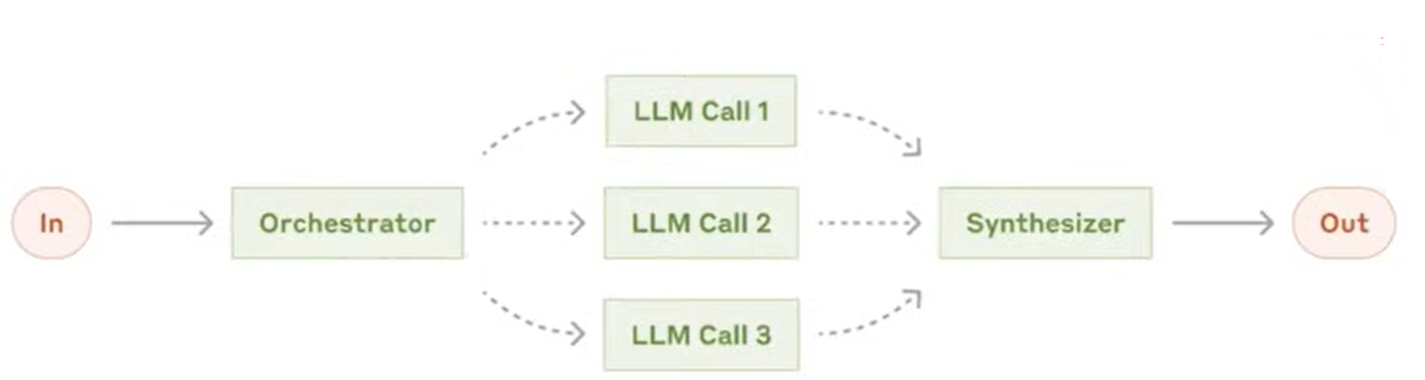 In
Orchestrator
LLM Call 1
LLM Call 2
LLM Call 3
Synthesizer
Out